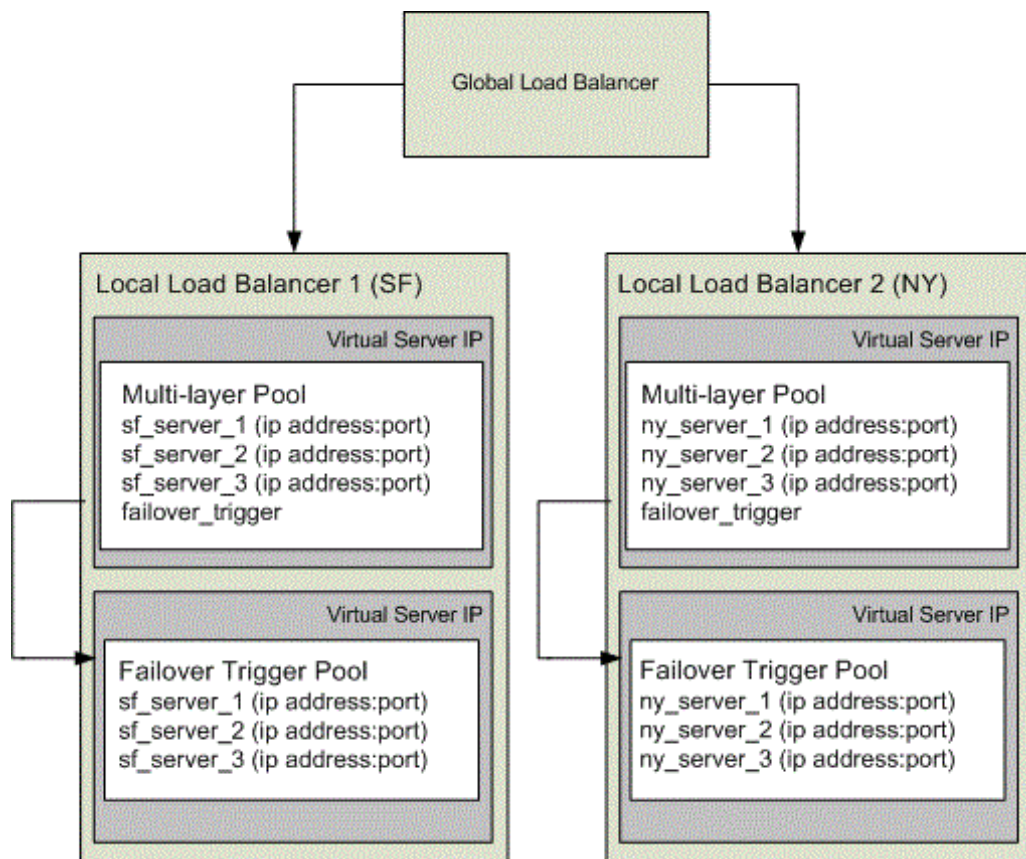 Global Load Balancer
Local Load Balancer 1 (SF)
Virtual Server IP
Multi-layer Pool
sf_server_1 (ip address:port)
sf_server_2 (ip address:port)
sf_server_3 (ip address:port)
failover_trigger
Virtual Server IP
Failover Trigger Pool
sf_server_1 (ip address:port)
sf_server_2 (ip address:port)
sf_server_3 (ip address:port)
Local Load Balancer 2 (NY)
Virtual Server IP
Multi-layer Pool
ny_server_1 (ip address:port)
ny_server_2 (ip address:port)
ny_server_3 (ip address:port)
failover_trigger
Virtual Server IP
Failover Trigger Pool
ny_server_1 (ip address:port)
ny_server_2 (ip address:port)
ny_server_3 (ip address:port)